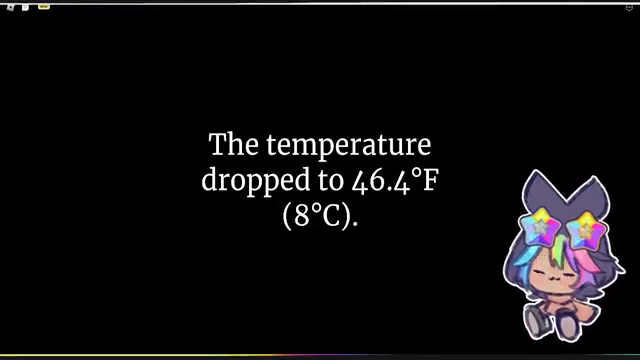 The temperature
dropped to 46.4°F
(8°C).